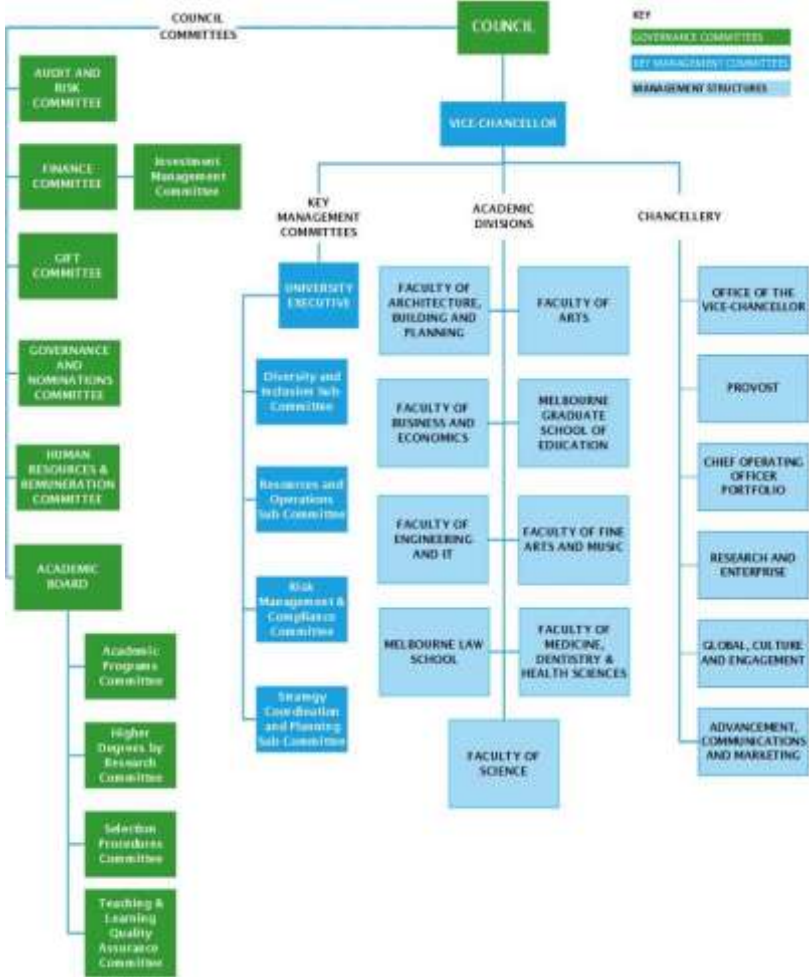 COUNCIL
COMMITTEES
COUNCIL
KEY
GOVERNANCE COMMITTEES
KEY MANAGEMENT COMMITTEES
MANAGEMENT STRUCTURES
AUDIT AND
RISK
COMMITTEE
VICE-CHANCELLOR
FINANCE
COMMITTEE
Investment
Management
Committee
GIFT
COMMITTEE
GOVERNANCE
AND
NOMINATIONS
COMMITTEE
HUMAN
RESOURCES &
REMUNERATION
COMMITTEE
ACADEMIC
BOARD
Academic
Programs
Committee
Higher
Degrees by
Research
Committee
Selection
Procedures
Committee
Teaching &
Learning
Quality
Assurance
Committee
KEY
MANAGEMENT
COMMITTEES
UNIVERSITY
EXECUTIVE
Diversity and
Inclusion Sub
Committee
Resources and
Operations
Sub Committee
Risk
Management &
Compliance
Committee
Strategy
Coordination
and Planning
Sub Committee
ACADEMIC
DIVISIONS
FACULTY OF
ARCHITECTURE,
BUILDING AND
PLANNING
FACULTY OF
ARTS
FACULTY OF
BUSINESS AND
ECONOMICS
MELBOURNE
GRADUATE
SCHOOL OF
EDUCATION
FACULTY OF
ENGINEERING
AND IT
FACULTY OF FINE
ARTS AND MUSIC
MELBOURNE LAW
SCHOOL
FACULTY OF
MEDICINE,
DENTISTRY &
HEALTH SCIENCES
FACULTY OF
SCIENCE
CHANCELLERY
OFFICE OF THE
VICE-CHANCELLOR
PROVOST
CHIEF OPERATING
OFFICER
PORTFOLIO
RESEARCH AND
ENTERPRISE
GLOBAL, CULTURE
AND ENGAGEMENT
ADVANCEMENT,
COMMUNICATIONS
AND MARKETING